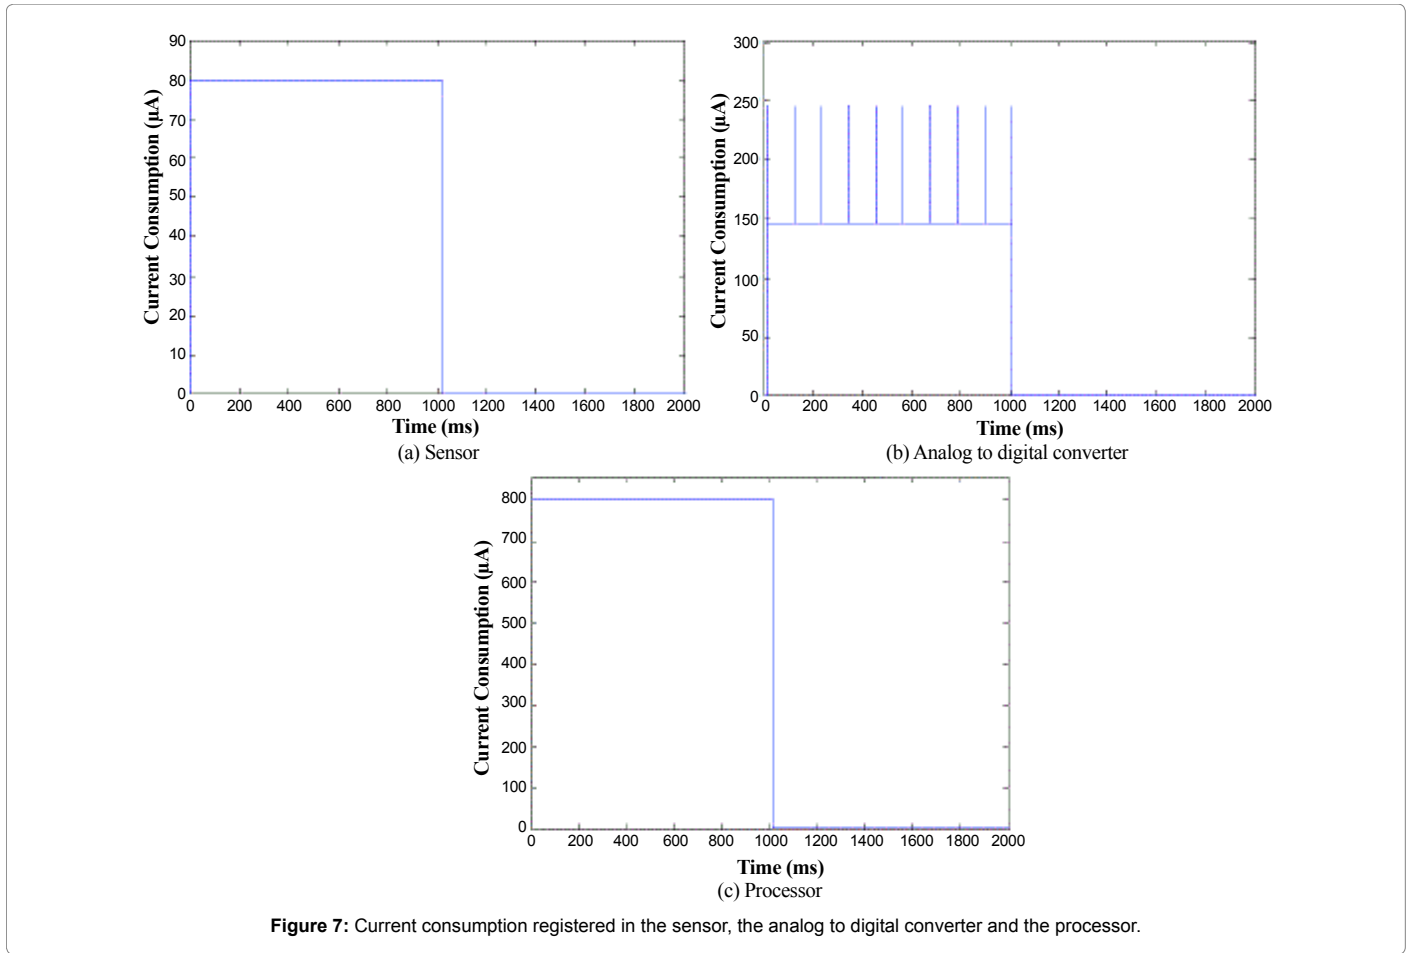 90
80
70
60
50
40
30
20
10
0
Current Consumption (μA)
0 200 400 600 800 1000 1200 1400 1600 1800 2000
Time (ms)
(a) Sensor
300
250
200
150
100
50
0
Current Consumption (μA)
0 200 400 600 800 1000 1200 1400 1600 1800 2000
Time (ms)
(b) Analog to digital converter
800
700
600
500
400
300
200
100
0
Current Consumption (μA)
0 200 400 600 800 1000 1200 1400 1600 1800 2000
Time (ms)
(c) Processor
Figure 7: Current consumption registered in the sensor, the analog to digital converter and the processor.